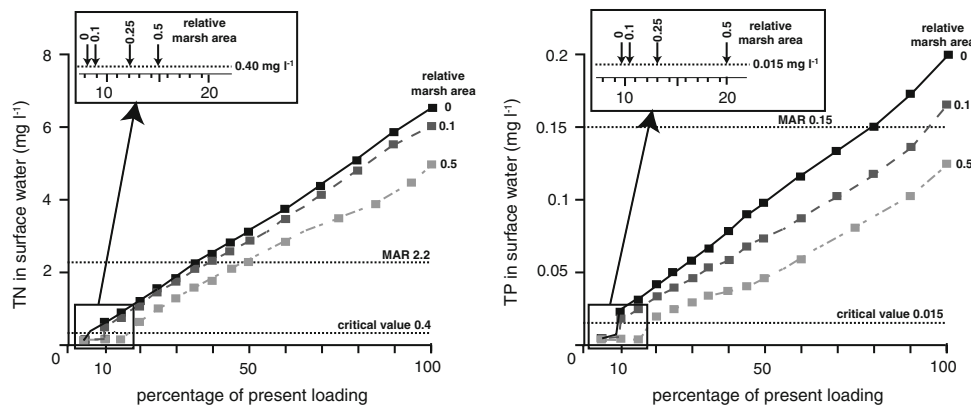 0
0.1
0.25
0.5
relative
marsh area
0.40 mg l⁻¹
10
20
TN in surface water (mg l⁻¹)
8
6
4
2
0
relative
marsh area
0
0.1
0.5
MAR 2.2
critical value 0.4
0
10
50
100
percentage of present loading
0
0.1
0.25
0.5
relative
marsh area
0.015 mg l⁻¹
10
20
TP in surface water (mg l⁻¹)
0.2
0.15
0.10
0.05
0
relative
marsh area
0
0.1
0.5
MAR 0.15
critical value 0.015
0
10
50
100
percentage of present loading